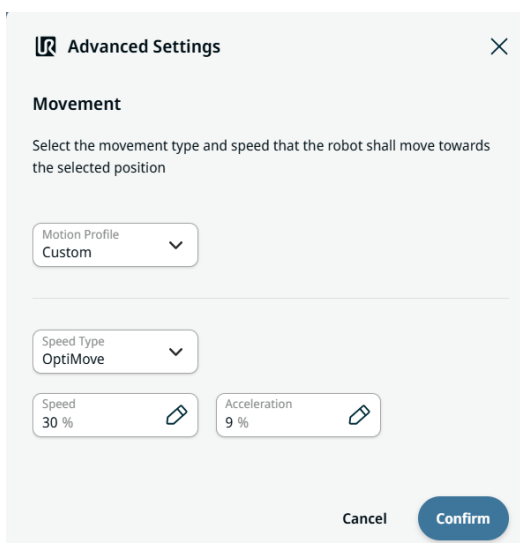 UR Advanced Settings
Movement
Select the movement type and speed that the robot shall move towards
the selected position
Motion Profile
Custom
Speed Type
OptiMove
Speed
30 %
Acceleration
9 %
Cancel
Confirm